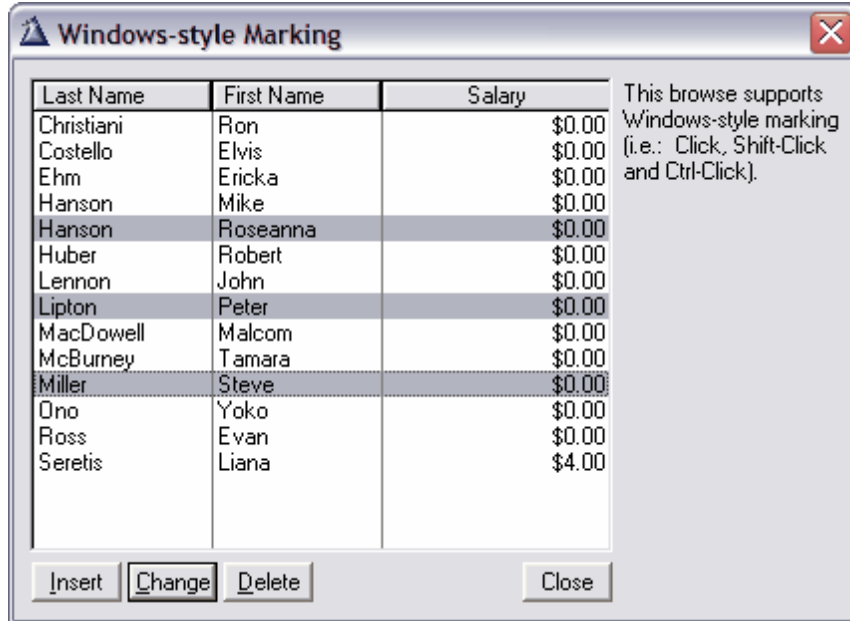 Windows-style Marking
Last Name First Name Salary
Christiani Ron $0.00
Costello Elvis $0.00
Ehm Ericka $0.00
Hanson Mike $0.00
Hanson Roseanna $0.00
Huber Robert $0.00
Lennon John $0.00
Lipton Peter $0.00
MacDowell Malcom $0.00
McBurney Tamara $0.00
Miller Steve $0.00
Ono Yoko $0.00
Ross Evan $0.00
Seretis Liana $4.00
This browse supports
Windows-style marking
(i.e.: Click, Shift-Click
and Ctrl-Click).
Insert Change Delete Close